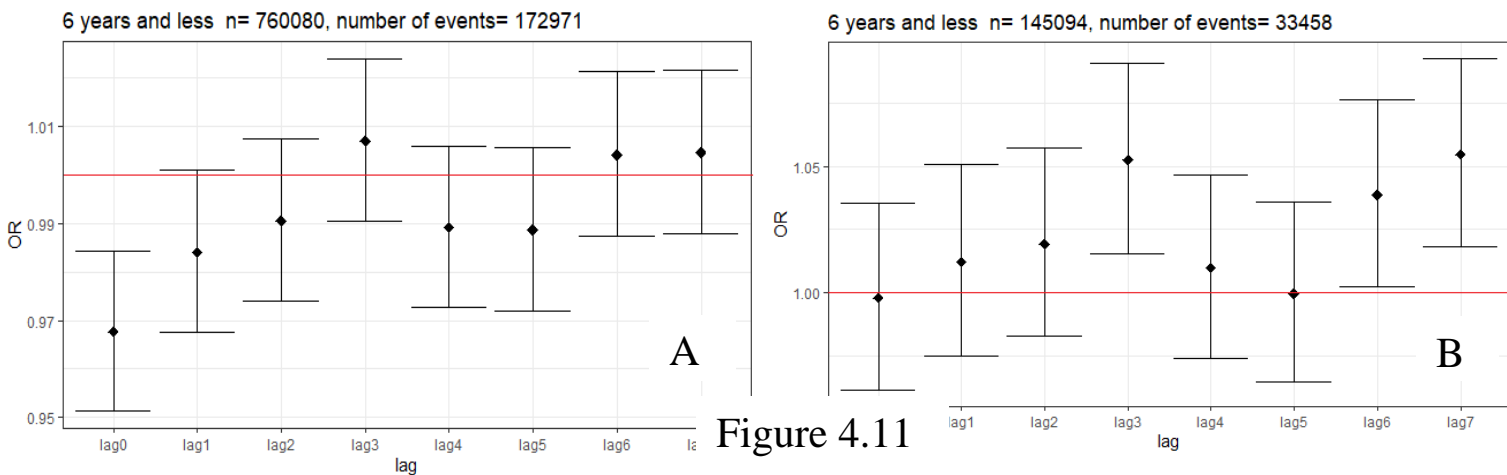 6 years and less n= 760080, number of events= 172971
1.01
0.99
0.97
0.95
OR
lag0 lag1 lag2 lag3 lag4 lag5 lag6 la
lag
A
6 years and less n= 145094, number of events= 33458
1.05
1.00
OR
lag1 lag2 lag3 lag4 lag5 lag6 lag7
lag
B
Figure 4.11